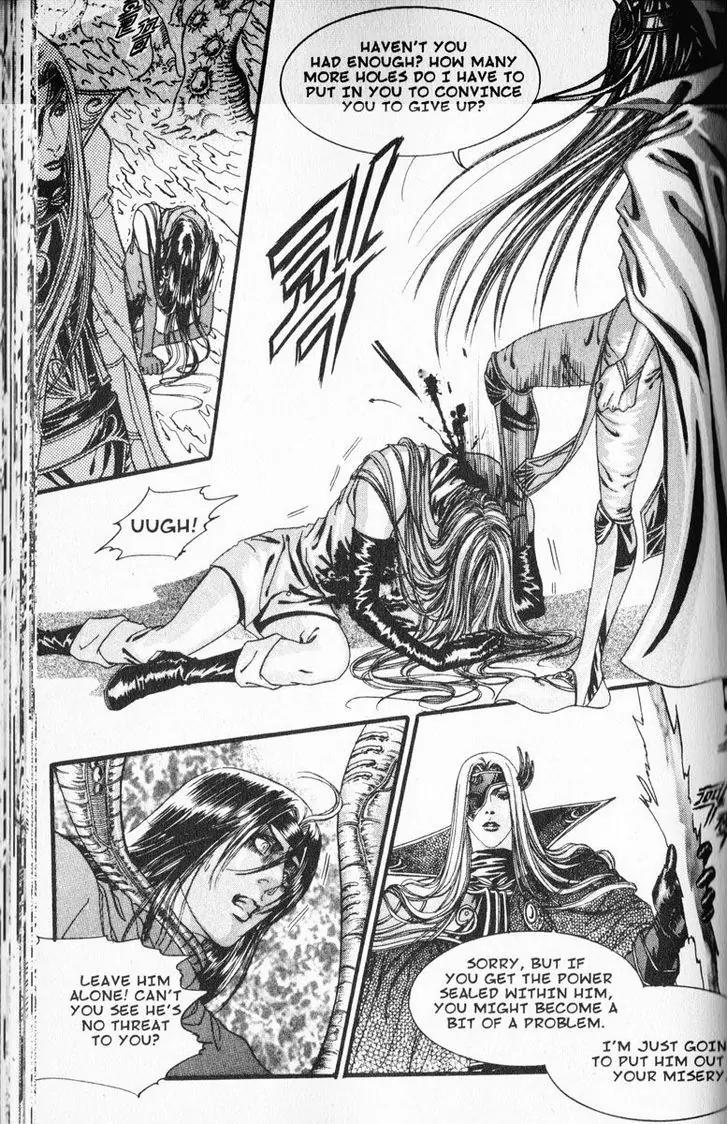 HAVEN'T YOU
HAD ENOUGH? HOW MANY
MORE HOLES DO I HAVE TO
PUT IN YOU TO CONVINCE
YOU TO GIVE UP?
UUGH!
LEAVE HIM
ALONE! CAN'T
YOU SEE HE'S
NO THREAT
TO YOU?
SORRY, BUT IF
YOU GET THE POWER
SEALED WITHIN HIM,
YOU MIGHT BECOME A
BIT OF A PROBLEM.
I'M JUST GOIN
TO PUT HIM OUT
YOUR MISERY